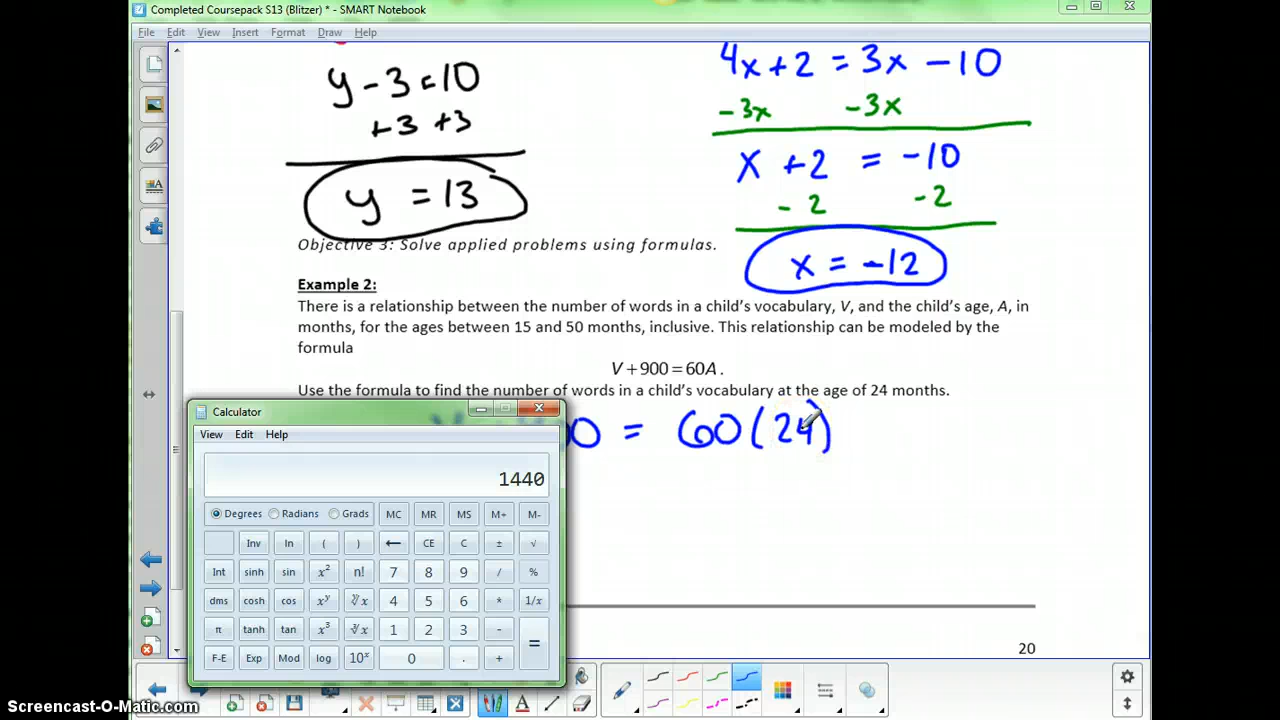 Completed Coursepack S13 (Blitzer) * - SMART Notebook
File Edit View Insert Format Draw Help
y - 3 = 10
+3 +3
y = 13
4x + 2 = 3x - 10
-3x -3x
x + 2 = -10
- 2 - 2
x = -12
Objective 3: Solve applied problems using formulas.
Example 2:
There is a relationship between the number of words in a child's vocabulary, V, and the child's age, A, in
months, for the ages between 15 and 50 months, inclusive. This relationship can be modeled by the
formula
V + 900 = 60A.
Use the formula to find the number of words in a child's vocabulary at the age of 24 months.
= 60(24)
Calculator
View Edit Help
1440
Degrees Radians Grads MC MR MS M+ M-
Inv ln ( ) ← CE C ± √
Int sinh sin x² n! 7 8 9 / %
dms cosh cos xʸ ʸ√x 4 5 6 * 1/x
π tanh tan x³ ³√x 1 2 3 - =
F-E Exp Mod log 10ˣ 0 . +
20
Screencast-O-Matic.com